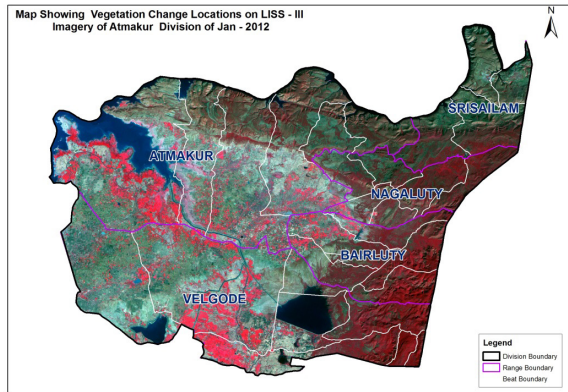 Map Showing Vegetation Change Locations on LISS - III
Imagery of Atmakur Division of Jan - 2012
N
SRISAILAM
ATMAKUR
NAGALUTY
BAIRLUTY
VELGODE
Legend
Division Boundary
Range Boundary
Beat Boundary